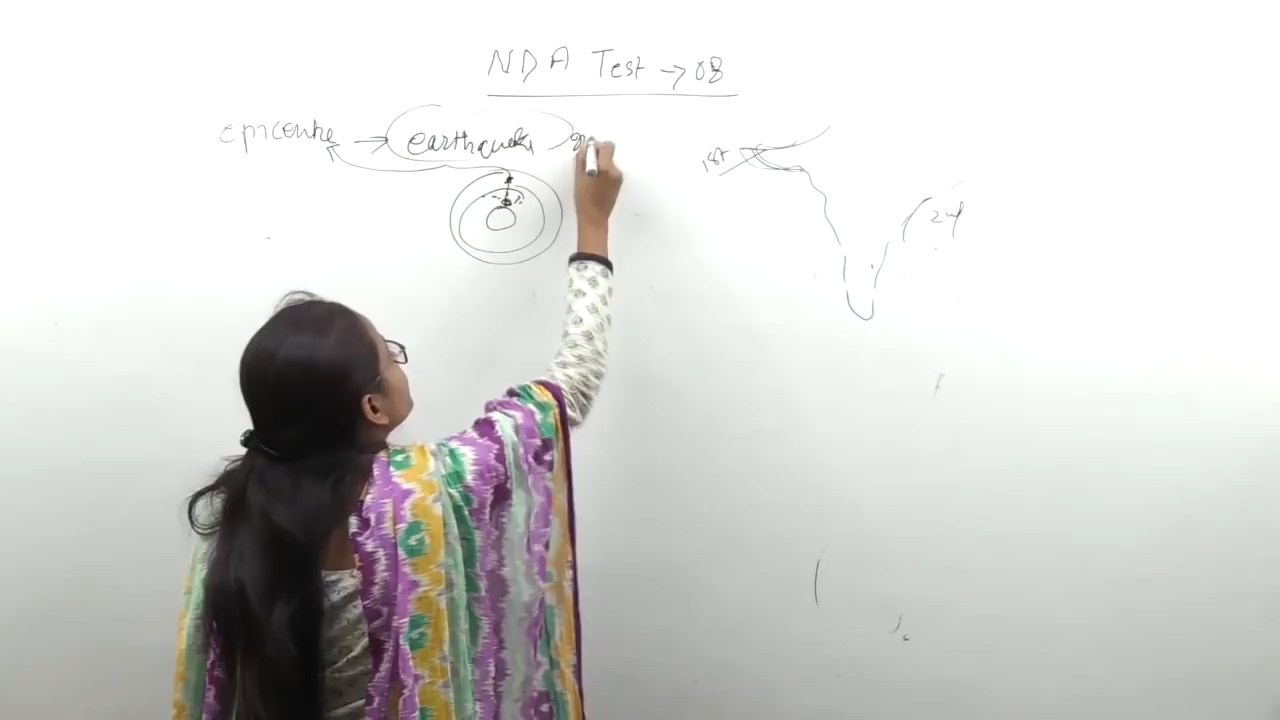 NDA Test → 08
epicentre → earthquake
1st
2nd